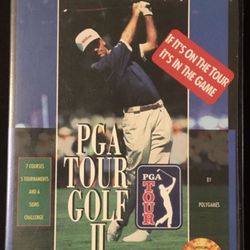 IF IT'S ON THE TOUR
IT'S IN THE GAME
PGA
TOUR
GOLF
II
7 COURSES
5 TOURNAMENTS
AND A
SKINS
CHALLENGE
PGA
TOUR
BY
POLYGAMES